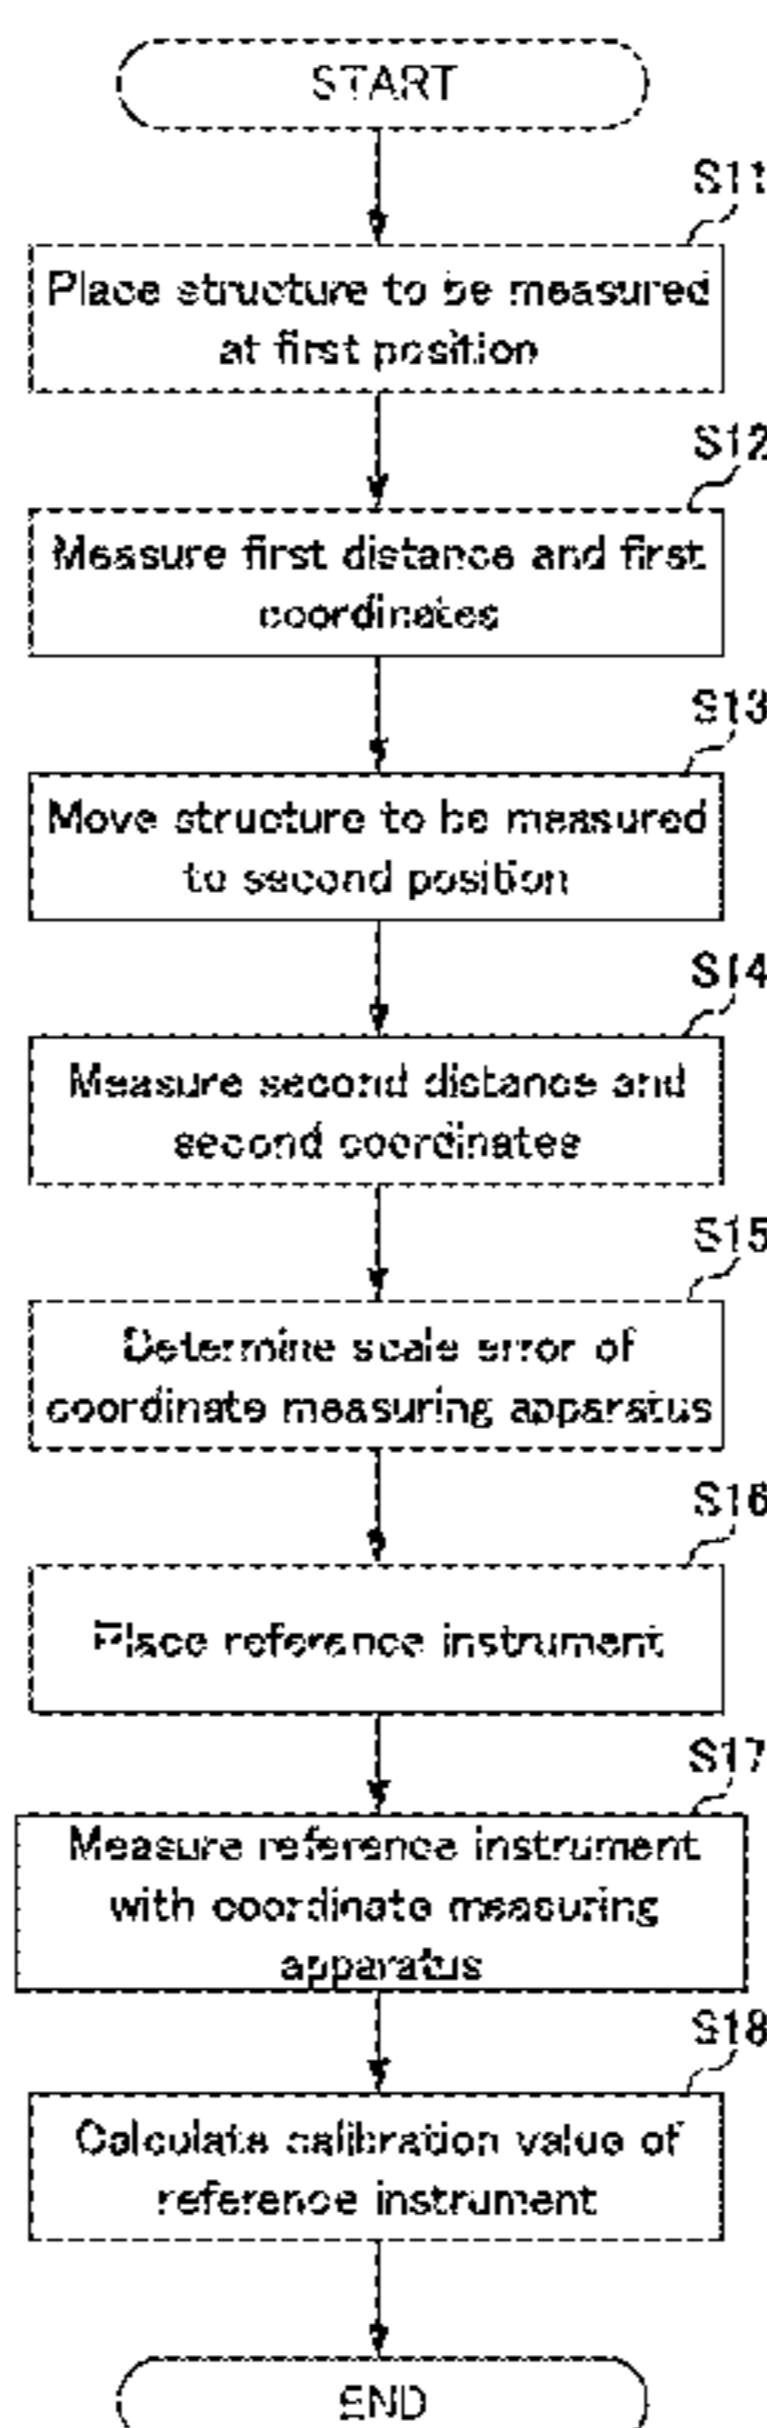 START
S11
Place structure to be measured
at first position
S12
Measure first distance and first
coordinates
S13
Move structure to be measured
to second position
S14
Measure second distance and
second coordinates
S15
Determine scale error of
coordinate measuring apparatus
S16
Place reference instrument
S17
Measure reference instrument
with coordinate measuring
apparatus
S18
Calculate calibration value of
reference instrument
END